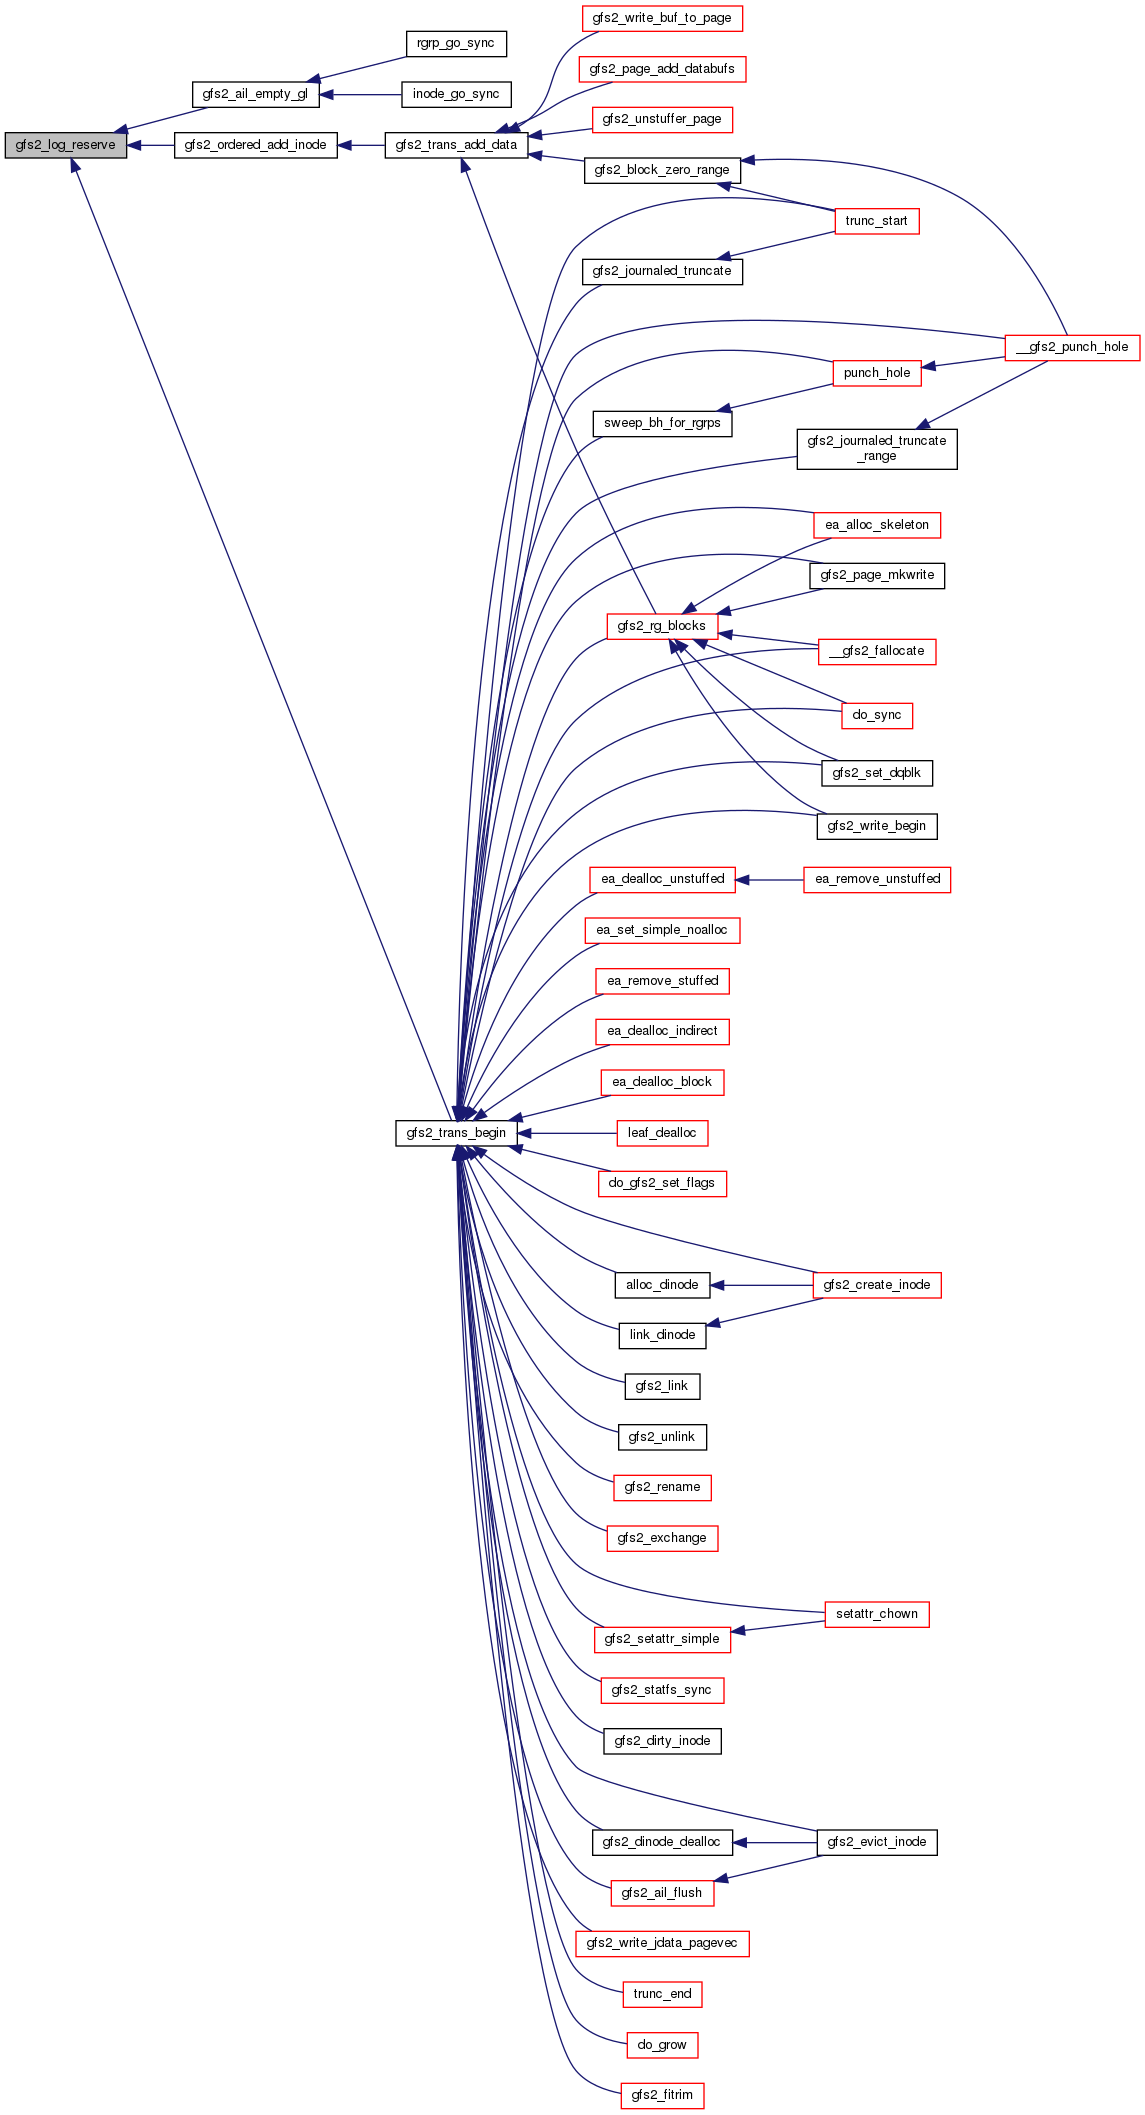 gfs2_write_buf_to_page
rgrp_go_sync
gfs2_page_add_databufs
gfs2_ail_empty_gl
inode_go_sync
gfs2_unstuffer_page
gfs2_log_reserve
gfs2_ordered_add_inode
gfs2_trans_add_data
gfs2_block_zero_range
trunc_start
gfs2_journaled_truncate
__gfs2_punch_hole
punch_hole
sweep_bh_for_rgrps
gfs2_journaled_truncate
_range
ea_alloc_skeleton
gfs2_page_mkwrite
gfs2_rg_blocks
__gfs2_fallocate
do_sync
gfs2_set_dqblk
gfs2_write_begin
ea_dealloc_unstuffed
ea_remove_unstuffed
ea_set_simple_noalloc
ea_remove_stuffed
ea_dealloc_indirect
ea_dealloc_block
gfs2_trans_begin
leaf_dealloc
do_gfs2_set_flags
alloc_dinode
gfs2_create_inode
link_dinode
gfs2_link
gfs2_unlink
gfs2_rename
gfs2_exchange
setattr_chown
gfs2_setattr_simple
gfs2_statfs_sync
gfs2_dirty_inode
gfs2_dinode_dealloc
gfs2_evict_inode
gfs2_ail_flush
gfs2_write_jdata_pagevec
trunc_end
do_grow
gfs2_fitrim